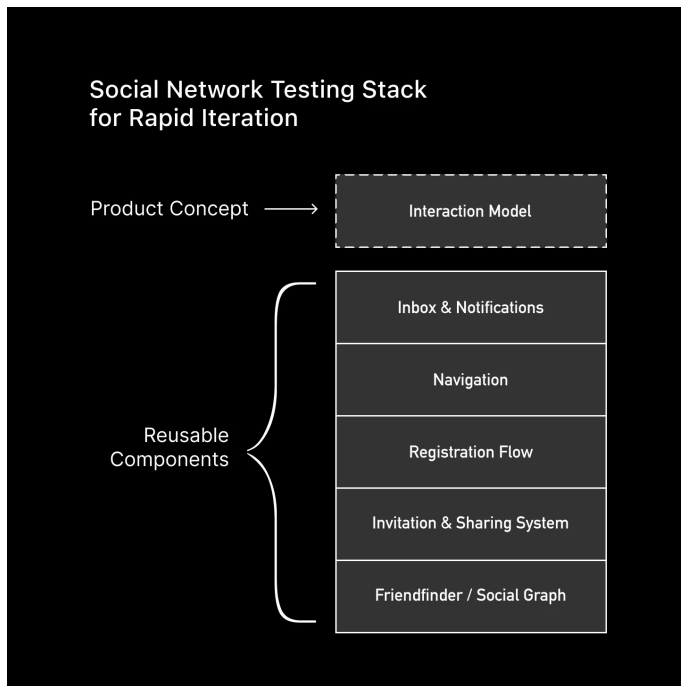 Social Network Testing Stack
for Rapid Iteration
Product Concept
Interaction Model
Inbox & Notifications
Navigation
Reusable
Components
Registration Flow
Invitation & Sharing System
Friendfinder / Social Graph